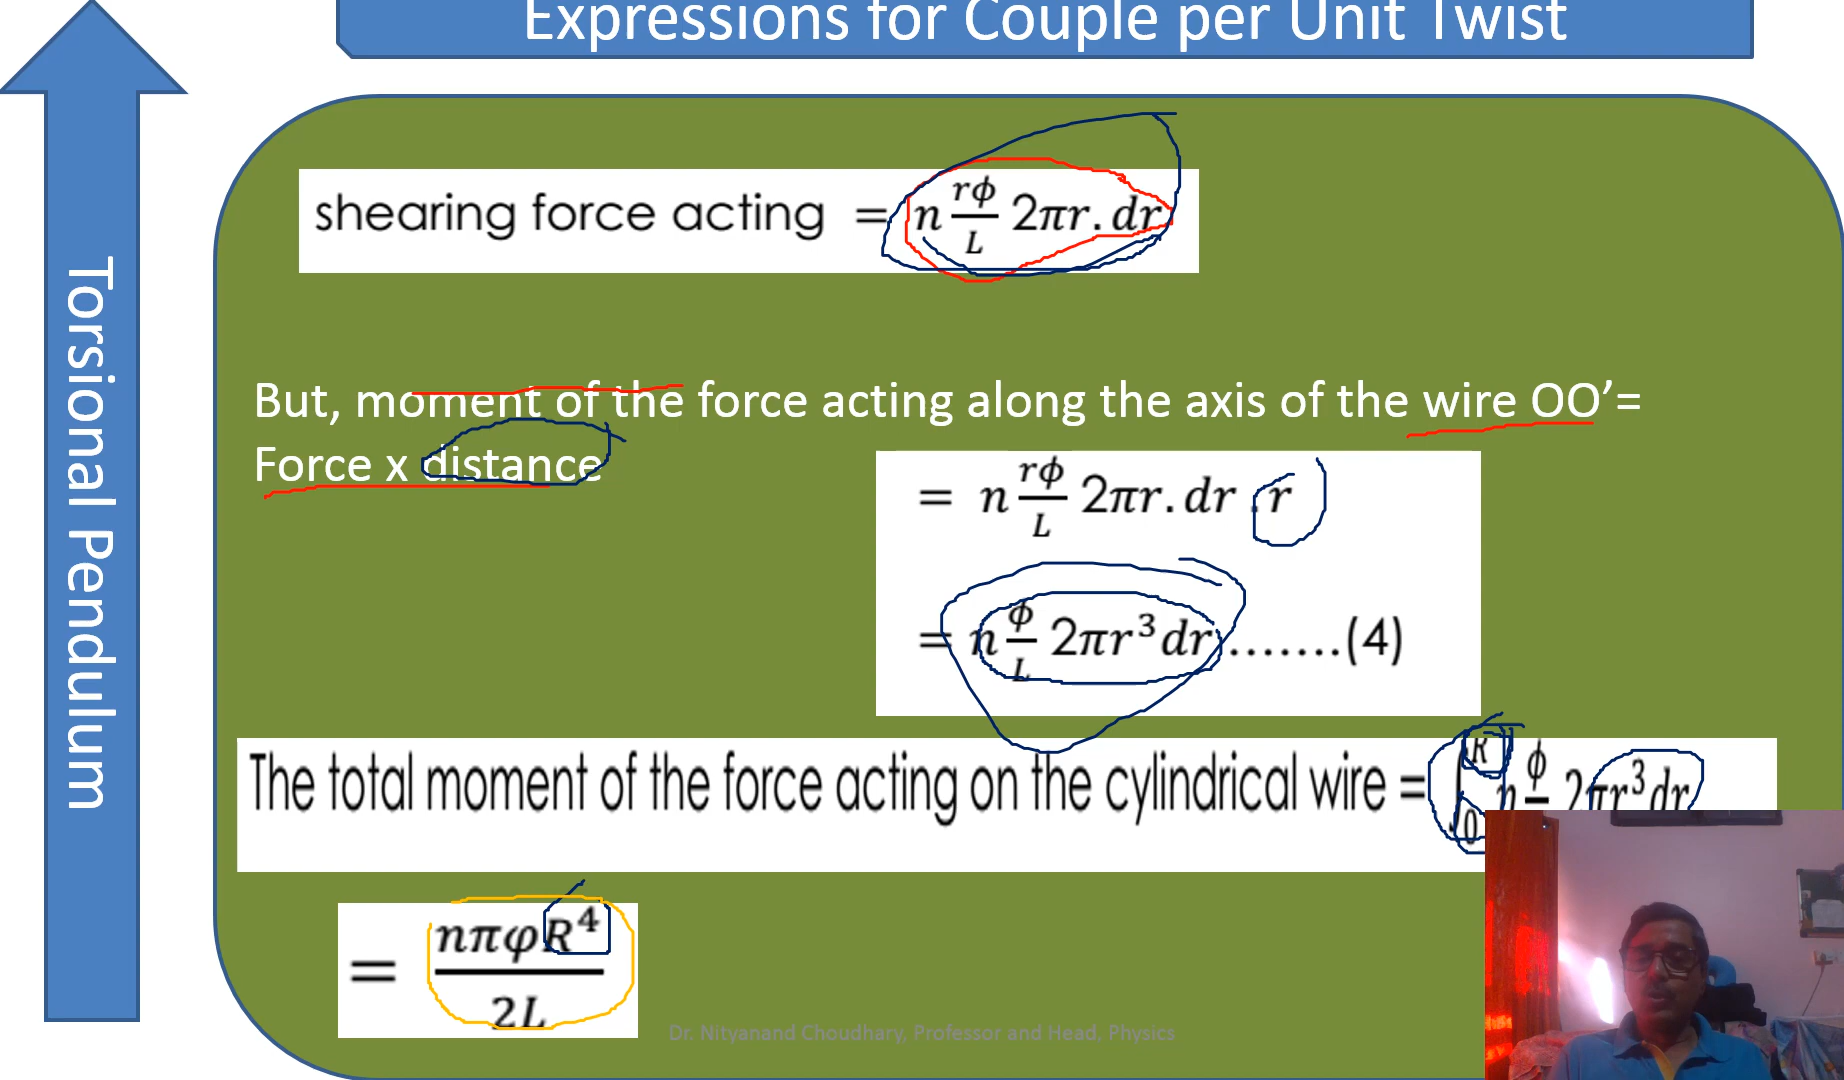 Expressions for Couple per Unit Twist
Torsional Pendulum
shearing force acting = n rϕ/L 2πr. dr
But, moment of the force acting along the axis of the wire OO’=
Force x distance
= n rϕ/L 2πr. dr .r
= n ϕ/L 2πr³dr.......(4)
The total moment of the force acting on the cylindrical wire = ∫₀ᴿ n ϕ/ 2πr³dr
= nπφR⁴/2L
Dr. Nityanand Choudhary, Professor and Head, Physics